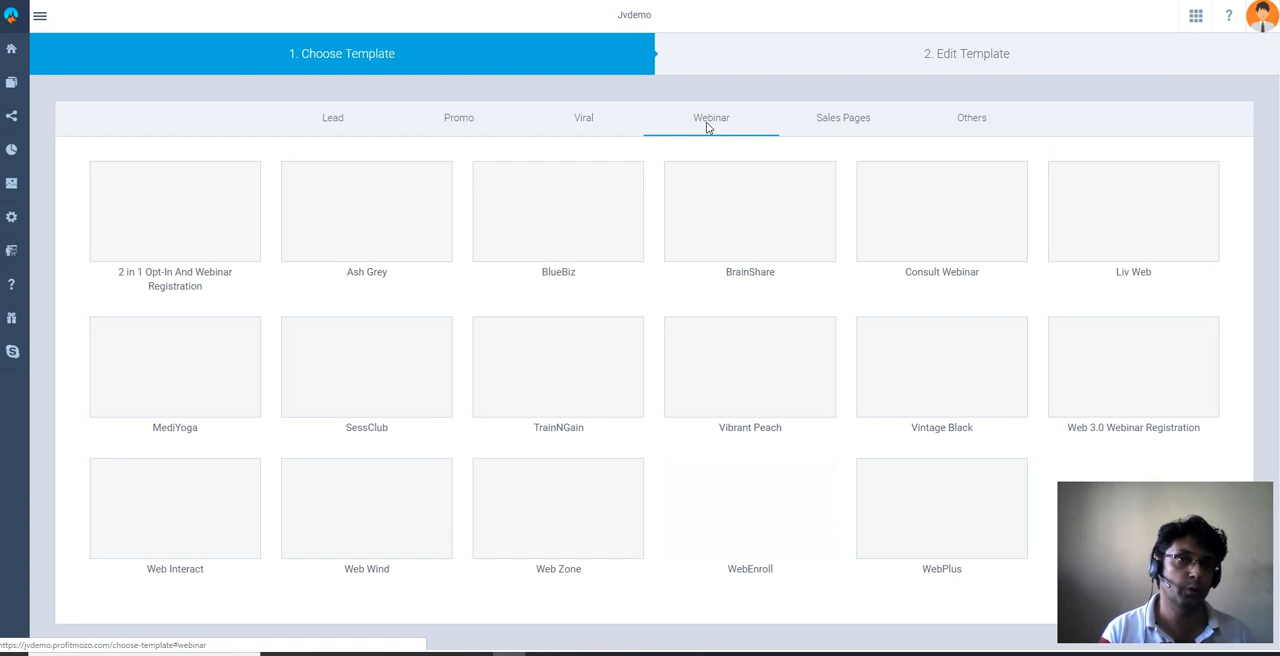 Jvdemo
?
1. Choose Template
2. Edit Template
Lead
Promo
Viral
Webinar
Sales Pages
Others
2 in 1 Opt-In And Webinar
Registration
Ash Grey
BlueBiz
BrainShare
Consult Webinar
Liv Web
MediYoga
SessClub
TrainNGain
Vibrant Peach
Vintage Black
Web 3.0 Webinar Registration
Web Interact
Web Wind
Web Zone
WebEnroll
WebPlus
?
https://jvdemo.profitmozo.com/choose-template#webinar